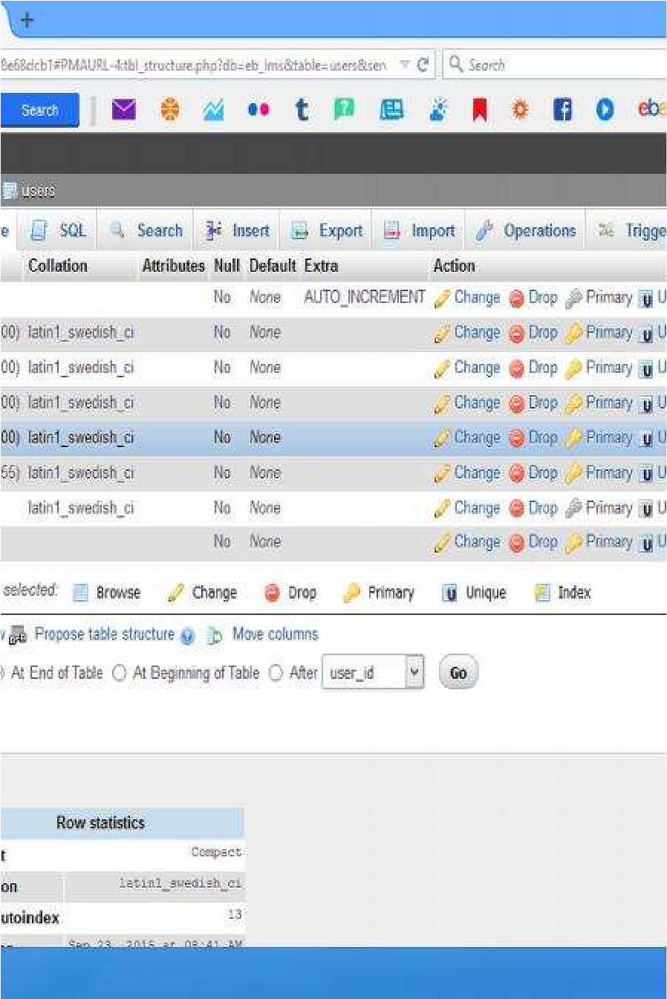 +
8e68dcb1#PMAURL-4:tbl_structure.php?db=eb_lms&table=users&ser Search
Search t ? f eba
users
e SQL Search Insert Export Import Operations Trigge
Collation Attributes Null Default Extra Action
No None AUTO_INCREMENT Change Drop Primary U U
00) latin1_swedish_ci No None Change Drop Primary U U
00) latin1_swedish_ci No None Change Drop Primary U U
00) latin1_swedish_ci No None Change Drop Primary U U
00) latin1_swedish_ci No None Change Drop Primary U U
55) latin1_swedish_ci No None Change Drop Primary U U
latin1_swedish_ci No None Change Drop Primary U U
No None Change Drop Primary U U
selected: Browse Change Drop Primary U Unique Index
Propose table structure Move columns
At End of Table At Beginning of Table After user_id Go
Row statistics
t Compact
on latin1_swedish_ci
utoindex 13
Sep 23, 2015 at 08:41 AM